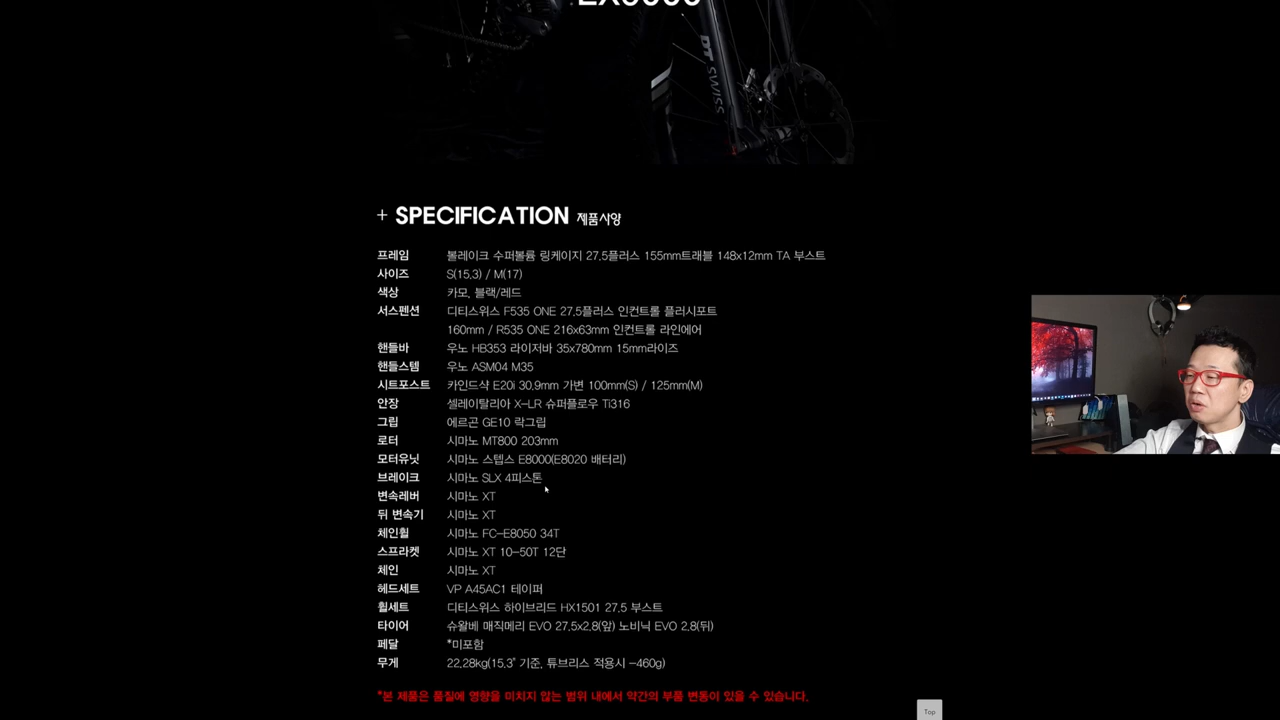 DT SWISS
+ SPECIFICATION 제품사양
프레임 볼레이크 수퍼볼륨 링케이지 27.5플러스 155mm트래블 148x12mm TA 부스트
사이즈 S(15.3) / M(17)
색상 카모, 블랙/레드
서스펜션 디티스위스 F535 ONE 27.5플러스 인컨트롤 플러시포트
160mm / R535 ONE 216x63mm 인컨트롤 라인에어
핸들바 우노 HB353 라이저바 35x780mm 15mm라이즈
핸들스템 우노 ASM04 M35
시트포스트 카인드샥 E20i 30.9mm 가변 100mm(S) / 125mm(M)
안장 셀레이탈리아 X-LR 슈퍼플로우 Ti316
그립 에르곤 GE10 락그립
로터 시마노 MT800 203mm
모터유닛 시마노 스텝스 E8000(E8020 배터리)
브레이크 시마노 SLX 4피스톤
변속레버 시마노 XT
뒤 변속기 시마노 XT
체인휠 시마노 FC-E8050 34T
스프라켓 시마노 XT 10-50T 12단
체인 시마노 XT
헤드세트 VP A45AC1 테이퍼
휠세트 디티스위스 하이브리드 HX1501 27.5 부스트
타이어 슈왈베 매직메리 EVO 27.5x2.8(앞) 노비닉 EVO 2.8(뒤)
페달 *미포함
무게 22.28kg(15.3" 기준, 튜브리스 적용시 -460g)
*본 제품은 품질에 영향을 미치지 않는 범위 내에서 약간의 부품 변동이 있을 수 있습니다.
Top